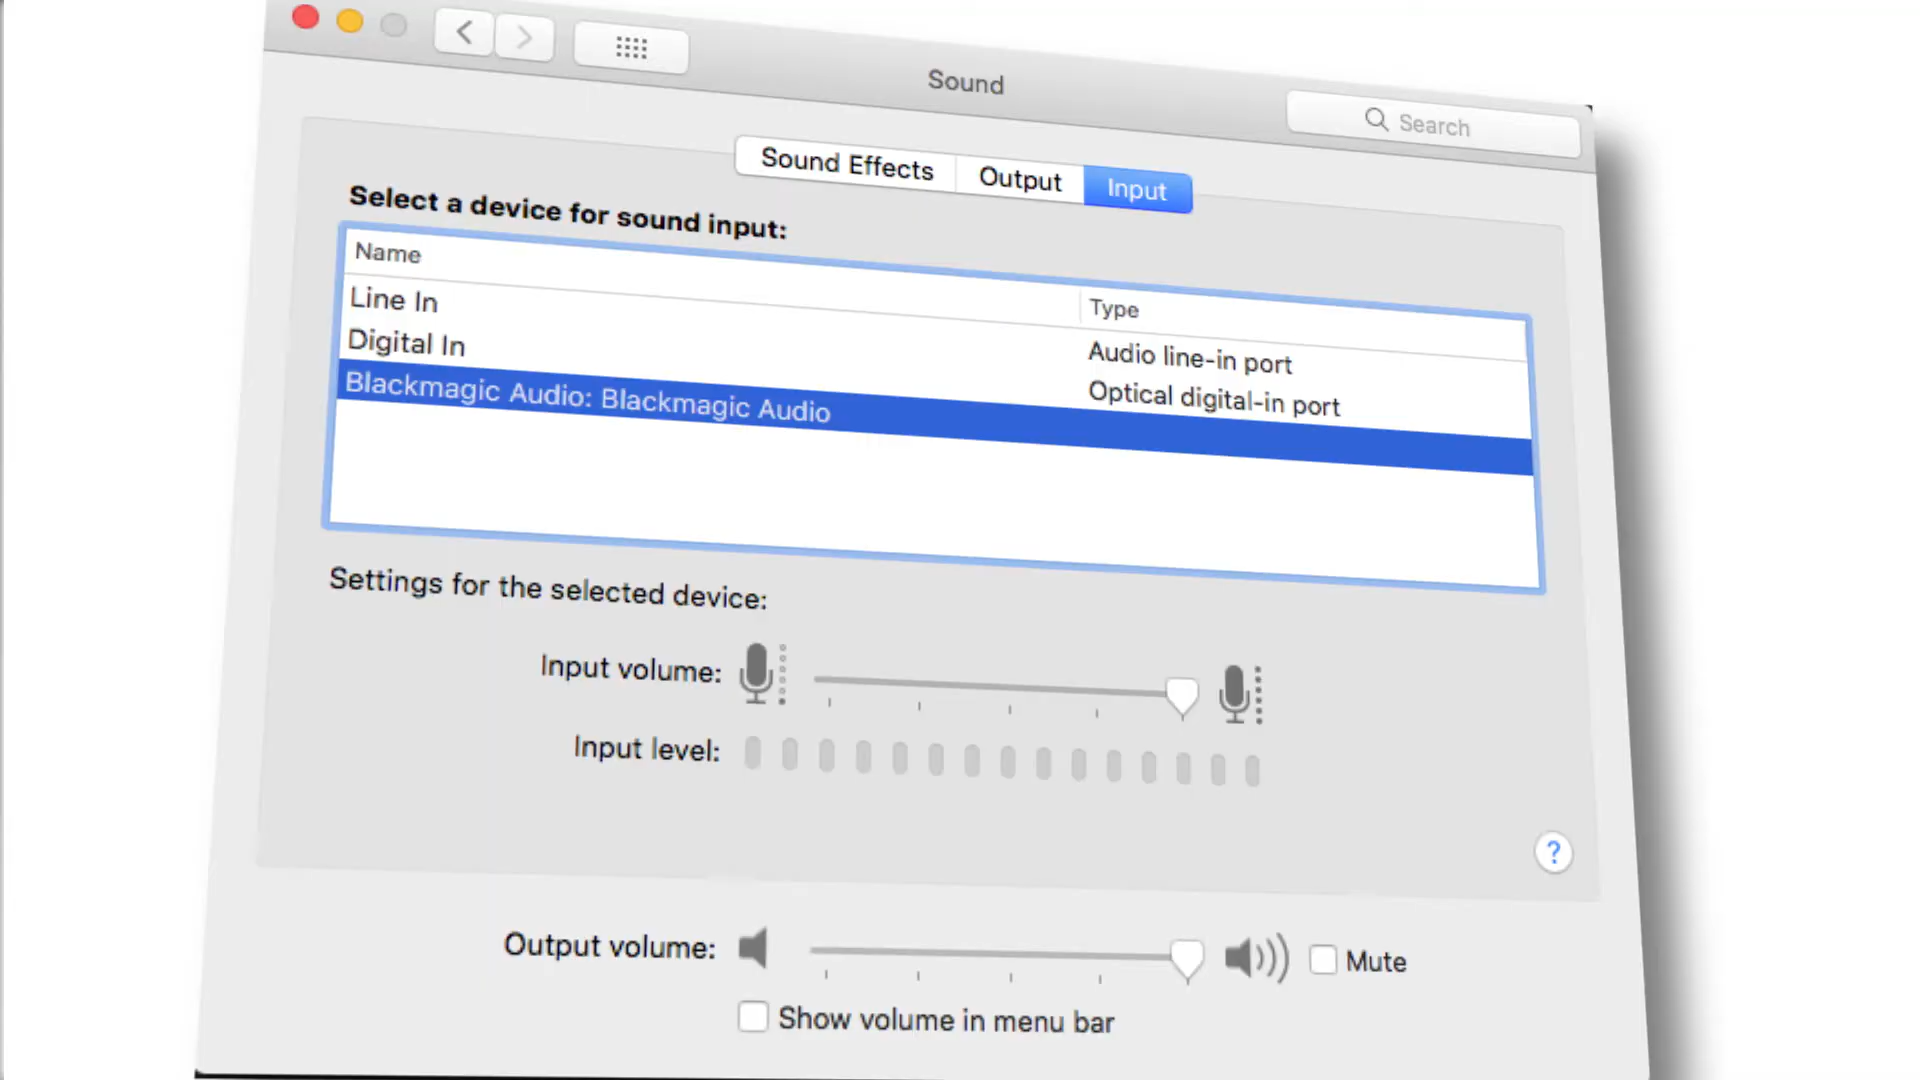 Sound
Search
Sound Effects
Output
Input
Select a device for sound input:
Name
Type
Line In
Audio line-in port
Digital In
Optical digital-in port
Blackmagic Audio: Blackmagic Audio
Settings for the selected device:
Input volume:
Input level:
?
Output volume:
Mute
Show volume in menu bar